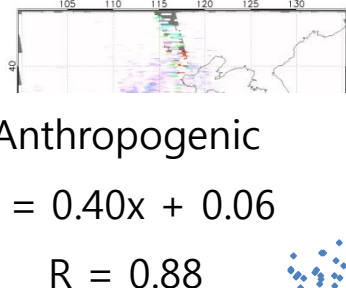 105 110 115 120 125 130
40
Anthropogenic
= 0.40x + 0.06
R = 0.88